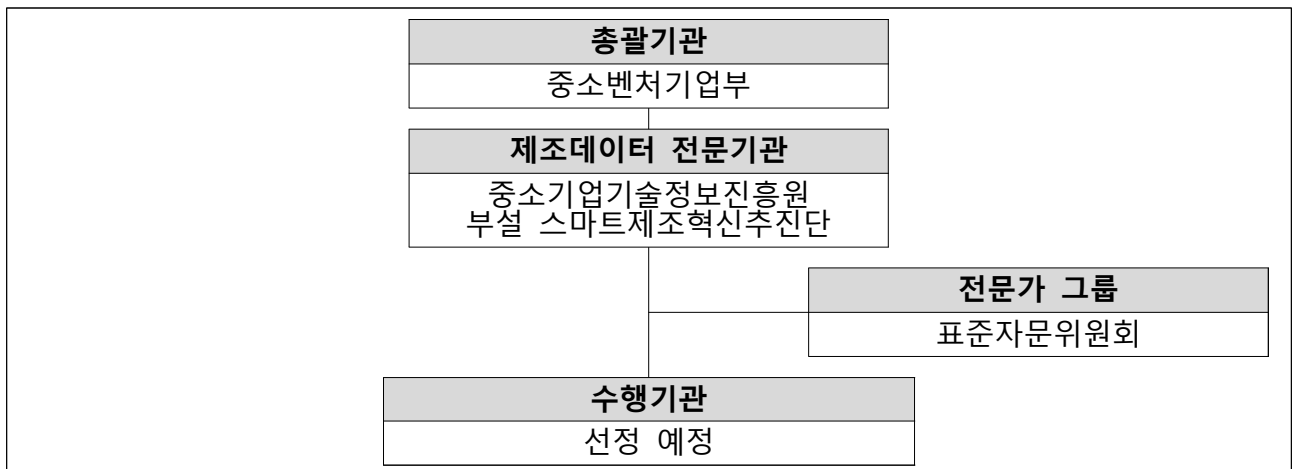 총괄기관
중소벤처기업부
제조데이터 전문기관
중소기업기술정보진흥원
부설 스마트제조혁신추진단
전문가 그룹
표준자문위원회
수행기관
선정 예정